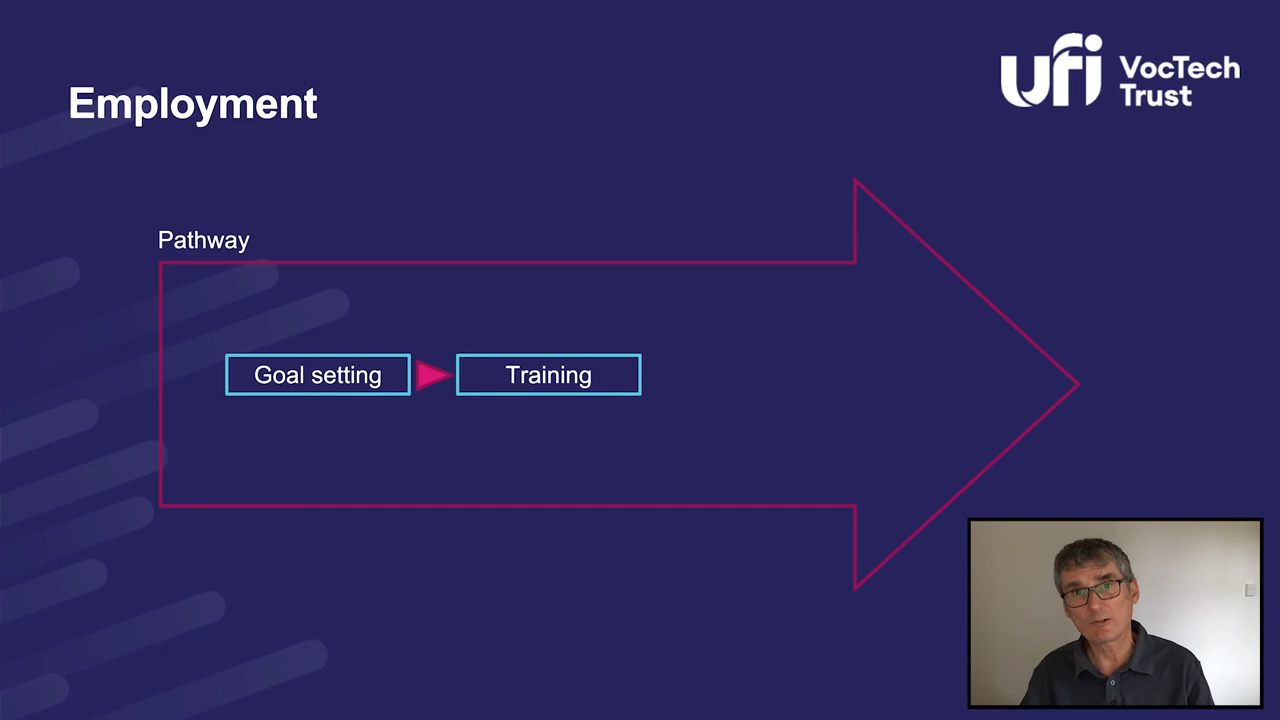 Employment
ufi VocTech
Trust
Pathway
Goal setting
Training